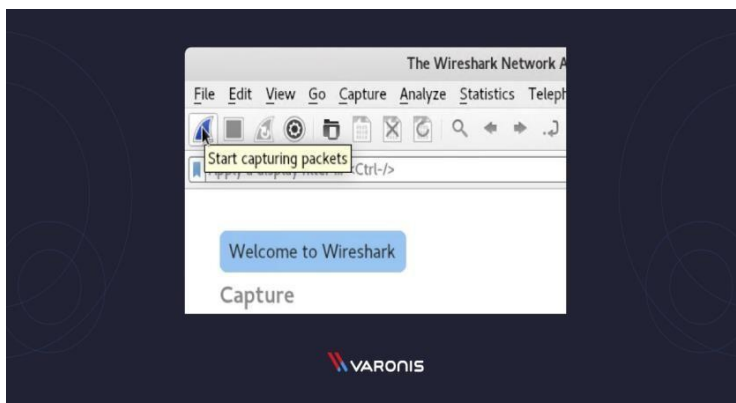 The Wireshark Network A
File Edit View Go Capture Analyze Statistics Teleph
Start capturing packets
<Ctrl-/>
Welcome to Wireshark
Capture
VARONIS